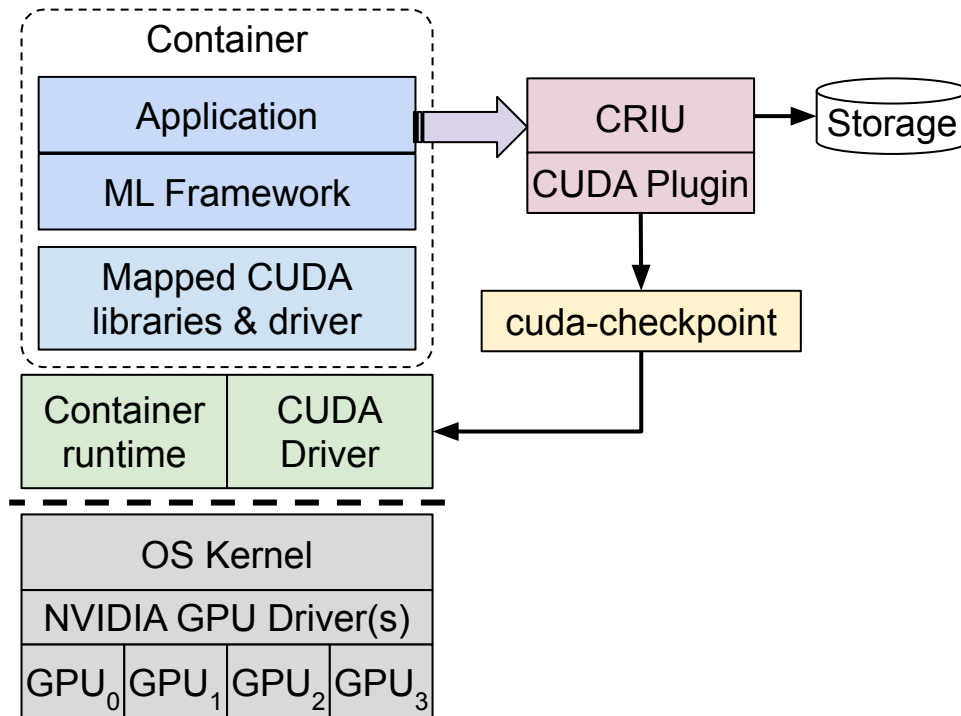 Container
Application
ML Framework
Mapped CUDA
libraries & driver
CRIU
CUDA Plugin
Storage
cuda-checkpoint
Container
runtime
CUDA
Driver
OS Kernel
NVIDIA GPU Driver(s)
GPU₀
GPU₁
GPU₂
GPU₃